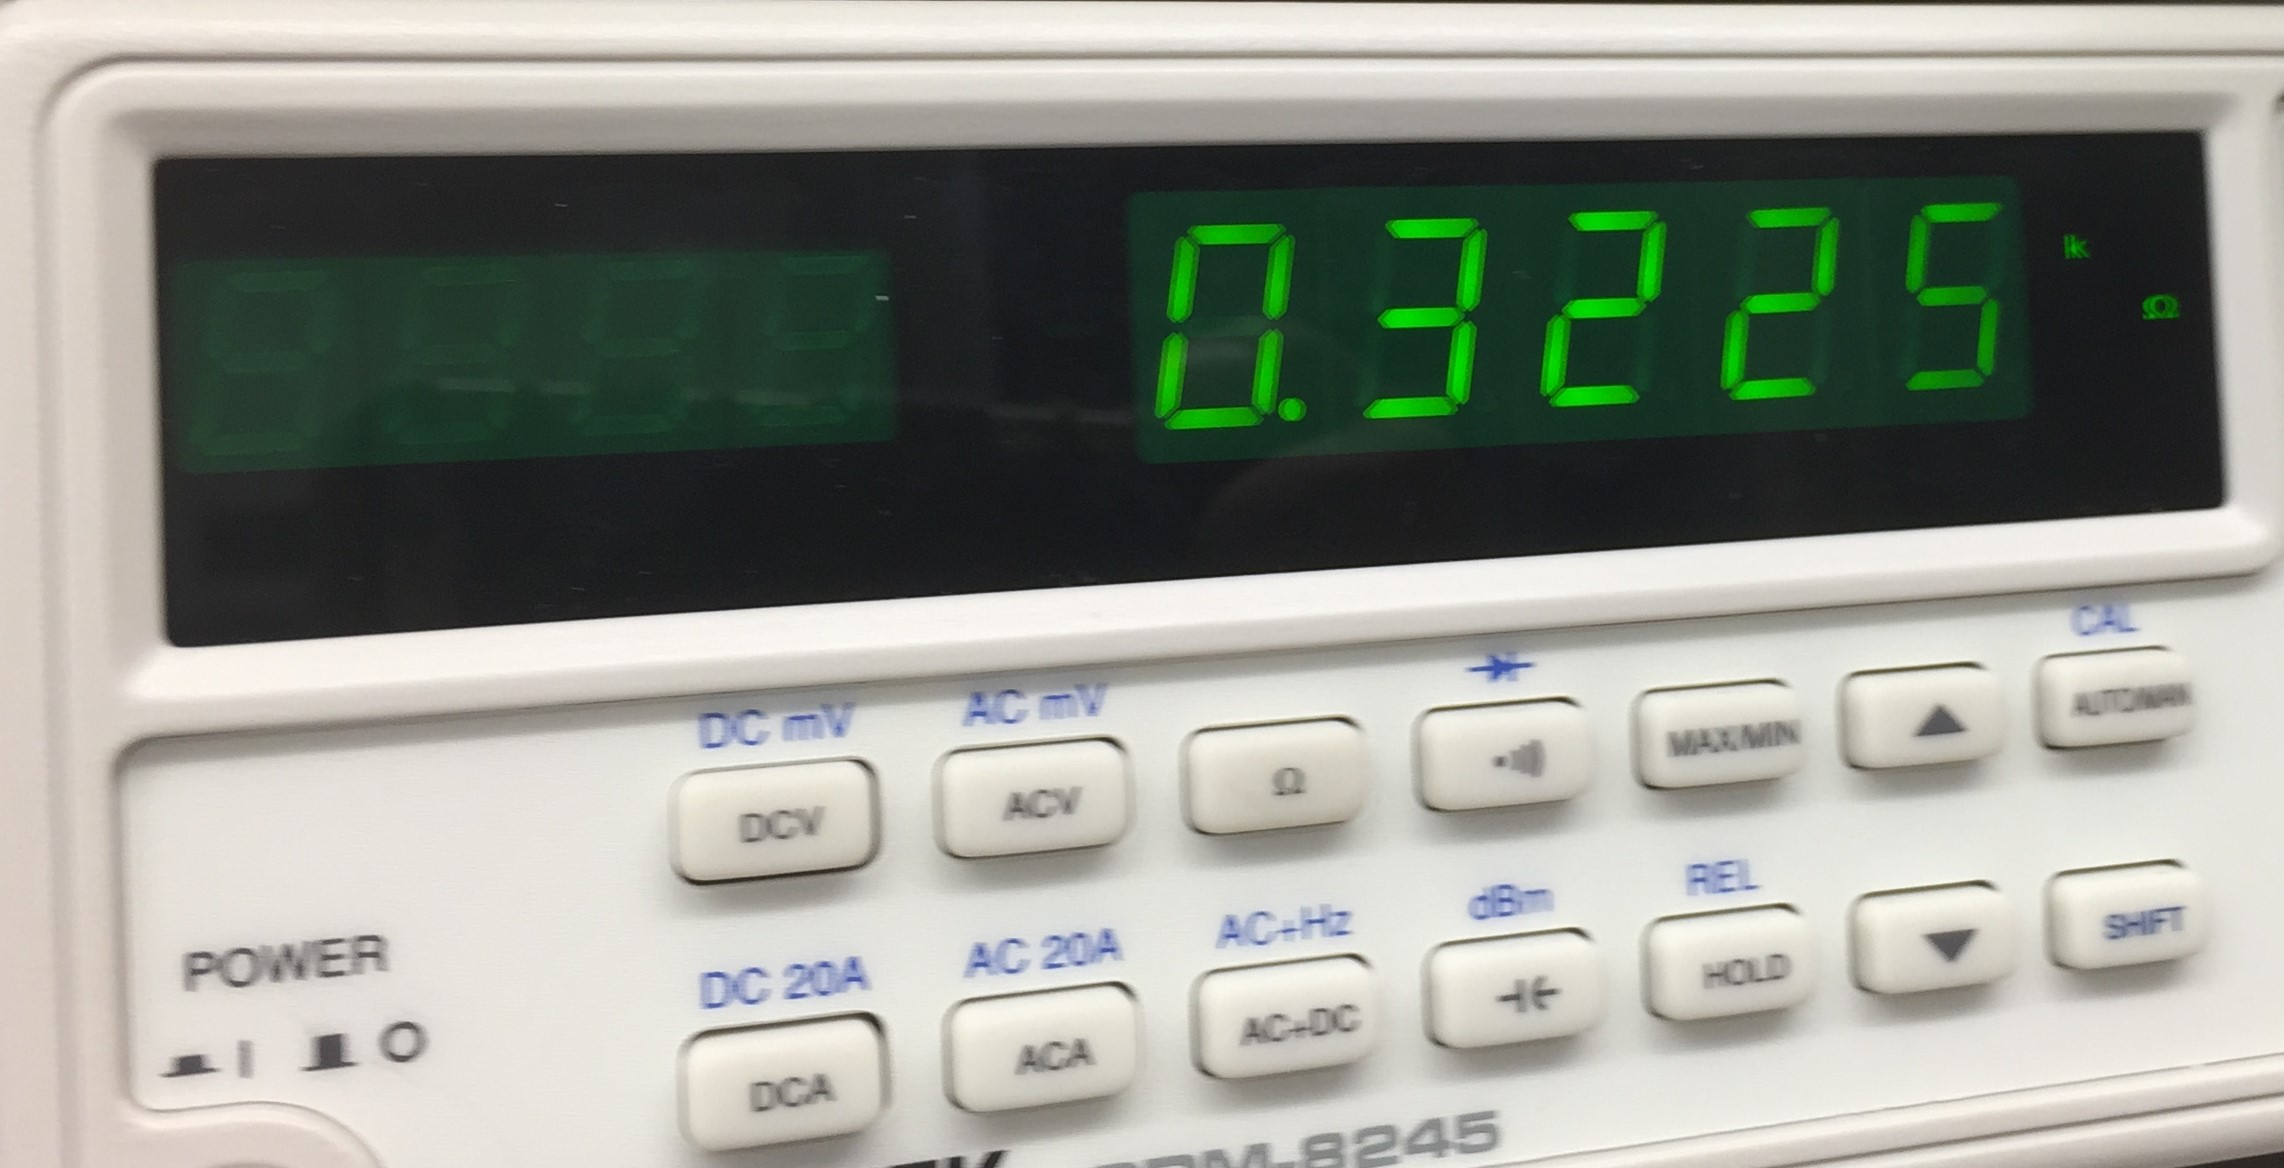 0.3225 k Ω
CAL
DC mV AC mV MAX/MIN AUTO/MAN
DCV ACV Ω
REL
DC 20A AC 20A AC+Hz dBm HOLD SHIFT
POWER
DCA ACA AC+DC
I O
8245